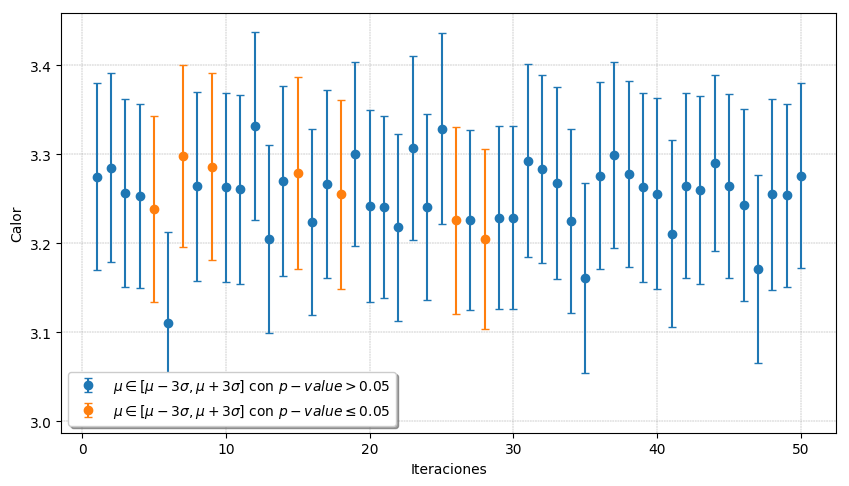 Calor
3.4
3.3
3.2
3.1
3.0
μ ∈ [μ − 3σ, μ + 3σ] con p − value > 0.05
μ ∈ [μ − 3σ, μ + 3σ] con p − value ≤ 0.05
0 10 20 30 40 50
Iteraciones